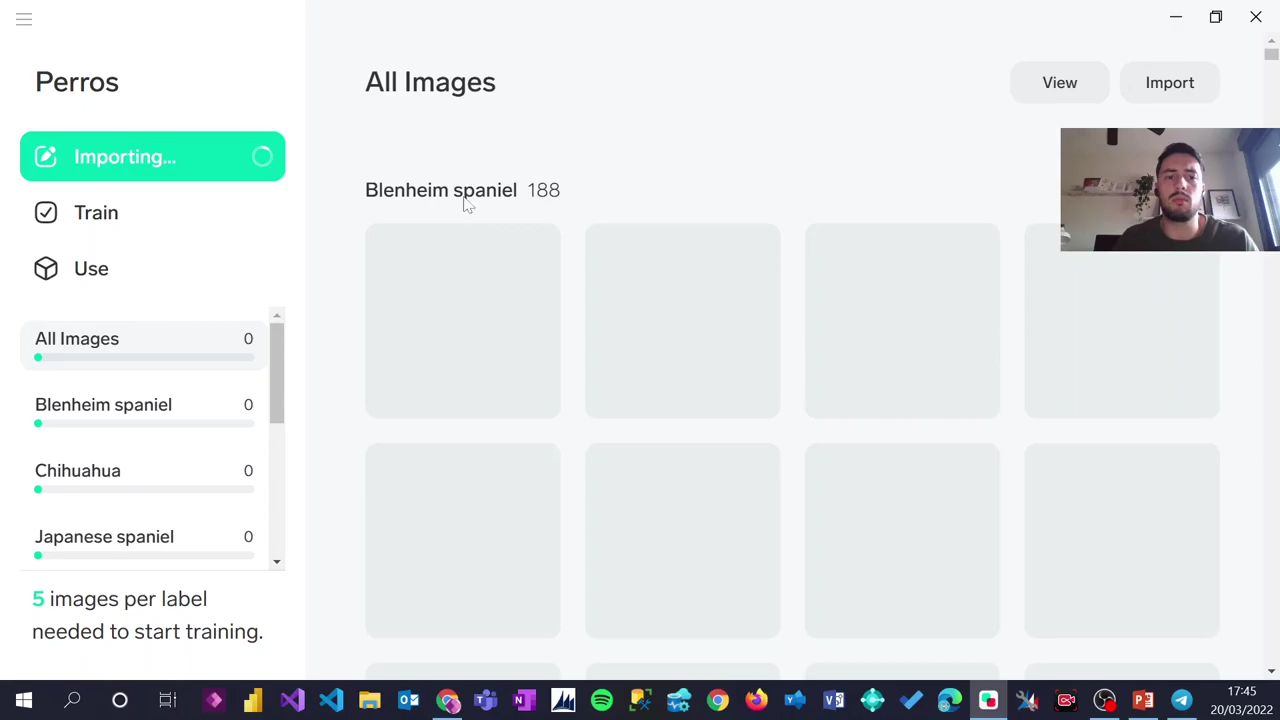 Perros
Importing...
Train
Use
All Images 0
Blenheim spaniel 0
Chihuahua 0
Japanese spaniel 0
5 images per label
needed to start training.
All Images
View
Import
Blenheim spaniel 188
17:45
20/03/2022